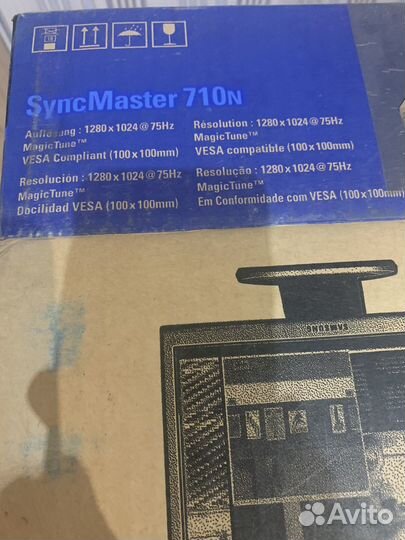 SyncMaster 710N
Auflösung : 1280 x 1024 @ 75Hz
MagicTune™
VESA Compliant (100 x 100mm)
Résolution : 1280 x 1024 @ 75Hz
MagicTune™
VESA compatible (100 x 100mm)
Resolución : 1280 x 1024 @ 75Hz
MagicTune™
Docilidad VESA (100 x 100mm)
Resolução : 1280 x 1024 @ 75Hz
MagicTune™
Em Conformidade com VESA (100 x 100mm)
SAMSUNG
Avito